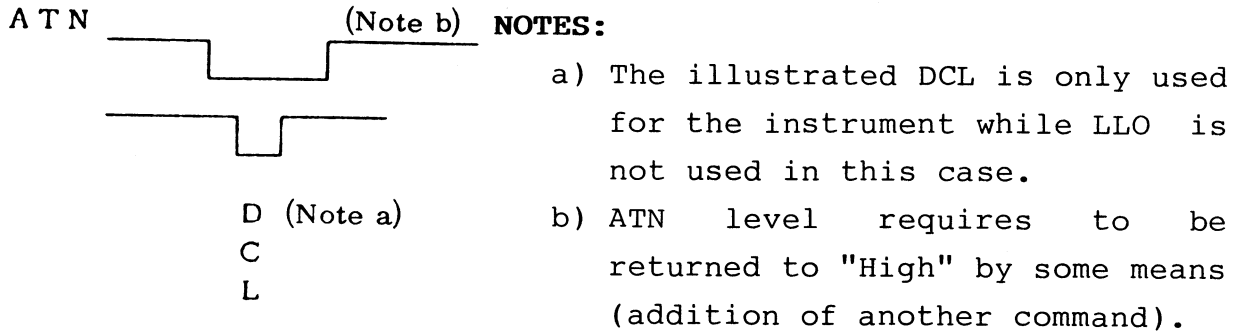 ATN (Note b)
D (Note a)
C
L
NOTES:
a) The illustrated DCL is only used
for the instrument while LLO is
not used in this case.
b) ATN level requires to be
returned to "High" by some means
(addition of another command).